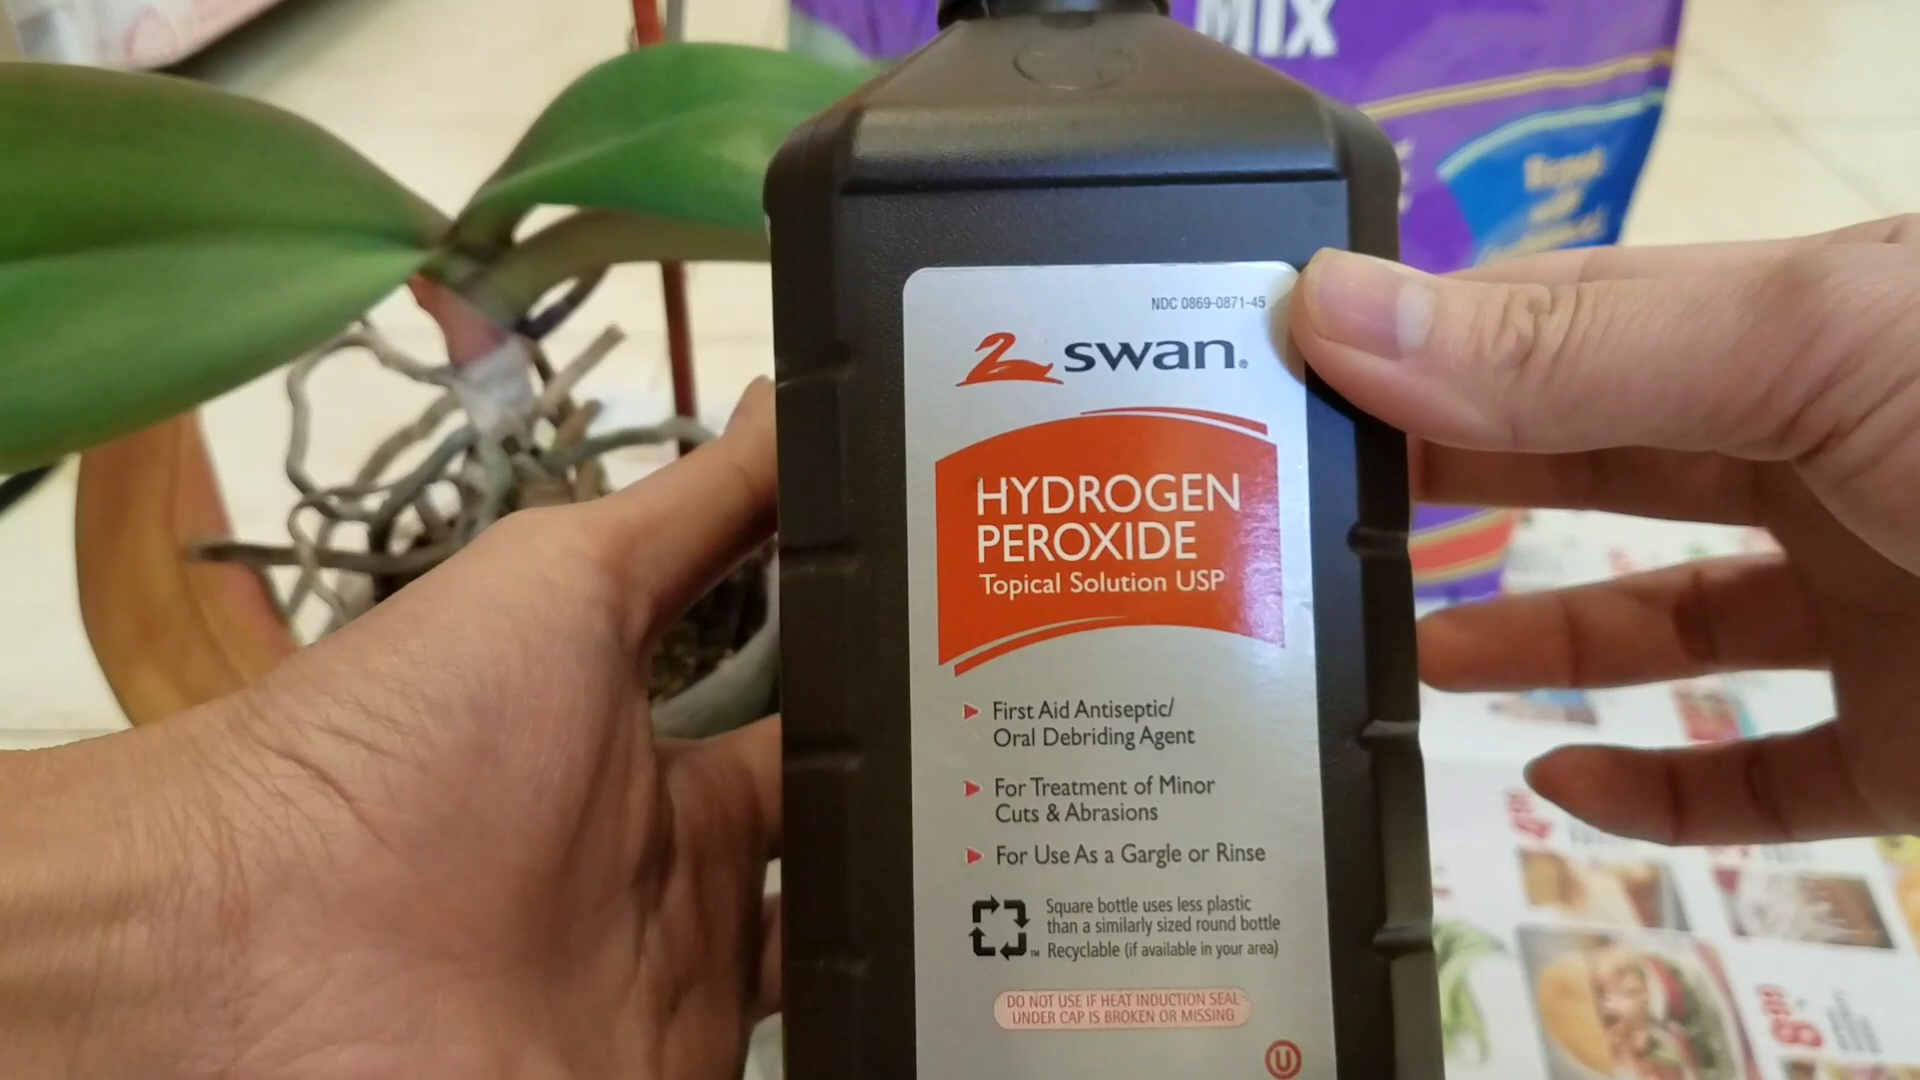 MIX
NDC 0869-0871-45
swan®
HYDROGEN
PEROXIDE
Topical Solution USP
First Aid Antiseptic/
Oral Debriding Agent
For Treatment of Minor
Cuts & Abrasions
For Use As a Gargle or Rinse
Square bottle uses less plastic
than a similarly sized round bottle
™ Recyclable (if available in your area)
DO NOT USE IF HEAT INDUCTION SEAL
UNDER CAP IS BROKEN OR MISSING
U